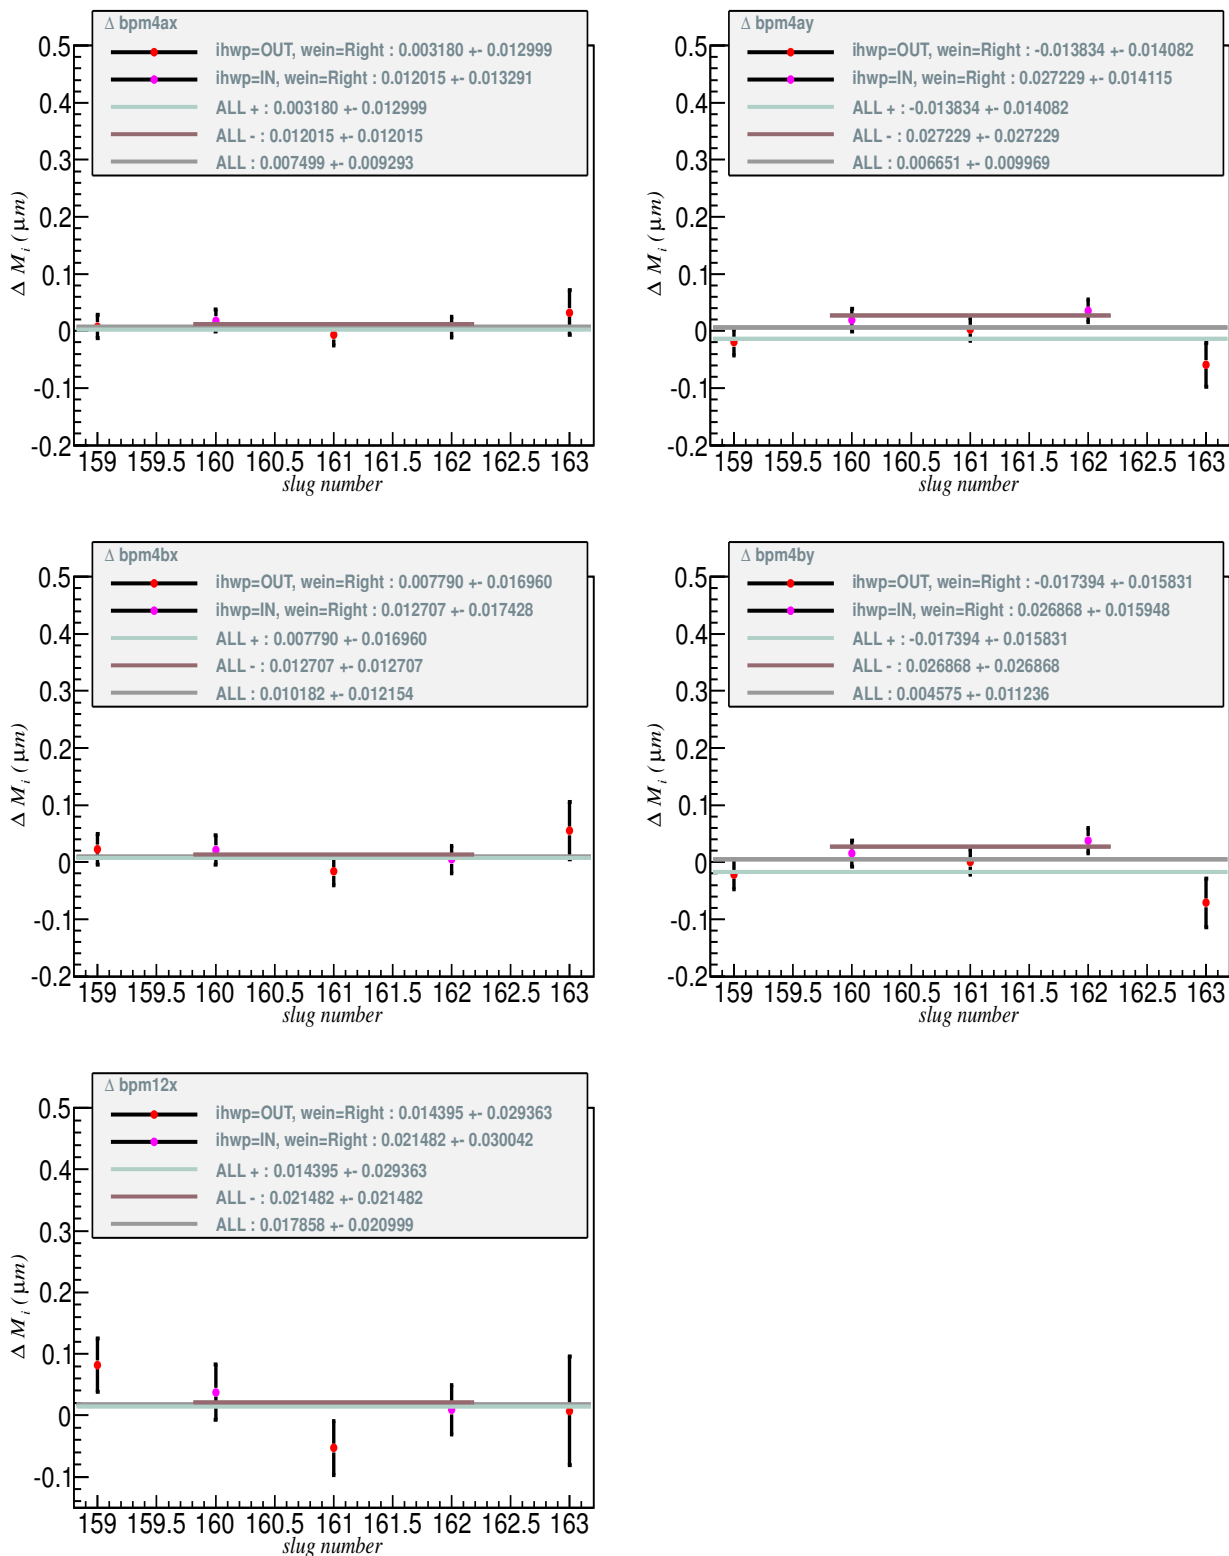 Δ bpm4ax
ihwp=OUT, wein=Right : 0.003180 +- 0.012999
ihwp=IN, wein=Right : 0.012015 +- 0.013291
ALL + : 0.003180 +- 0.012999
ALL - : 0.012015 +- 0.012015
ALL : 0.007499 +- 0.009293
0.5
0.4
0.3
0.2
0.1
0
-0.1
-0.2
Δ M_i (μm)
159 159.5 160 160.5 161 161.5 162 162.5 163
slug number
Δ bpm4ay
ihwp=OUT, wein=Right : -0.013834 +- 0.014082
ihwp=IN, wein=Right : 0.027229 +- 0.014115
ALL + : -0.013834 +- 0.014082
ALL - : 0.027229 +- 0.027229
ALL : 0.006651 +- 0.009969
0.5
0.4
0.3
0.2
0.1
0
-0.1
-0.2
Δ M_i (μm)
159 159.5 160 160.5 161 161.5 162 162.5 163
slug number
Δ bpm4bx
ihwp=OUT, wein=Right : 0.007790 +- 0.016960
ihwp=IN, wein=Right : 0.012707 +- 0.017428
ALL + : 0.007790 +- 0.016960
ALL - : 0.012707 +- 0.012707
ALL : 0.010182 +- 0.012154
0.5
0.4
0.3
0.2
0.1
0
-0.1
-0.2
Δ M_i (μm)
159 159.5 160 160.5 161 161.5 162 162.5 163
slug number
Δ bpm4by
ihwp=OUT, wein=Right : -0.017394 +- 0.015831
ihwp=IN, wein=Right : 0.026868 +- 0.015948
ALL + : -0.017394 +- 0.015831
ALL - : 0.026868 +- 0.026868
ALL : 0.004575 +- 0.011236
0.5
0.4
0.3
0.2
0.1
0
-0.1
-0.2
Δ M_i (μm)
159 159.5 160 160.5 161 161.5 162 162.5 163
slug number
Δ bpm12x
ihwp=OUT, wein=Right : 0.014395 +- 0.029363
ihwp=IN, wein=Right : 0.021482 +- 0.030042
ALL + : 0.014395 +- 0.029363
ALL - : 0.021482 +- 0.021482
ALL : 0.017858 +- 0.020999
0.5
0.4
0.3
0.2
0.1
0
-0.1
Δ M_i (μm)
159 159.5 160 160.5 161 161.5 162 162.5 163
slug number